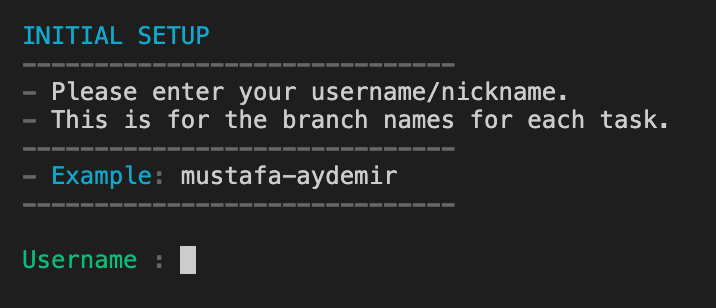 INITIAL SETUP
------------------------------
- Please enter your username/nickname.
- This is for the branch names for each task.
------------------------------
- Example: mustafa-aydemir
------------------------------
Username :